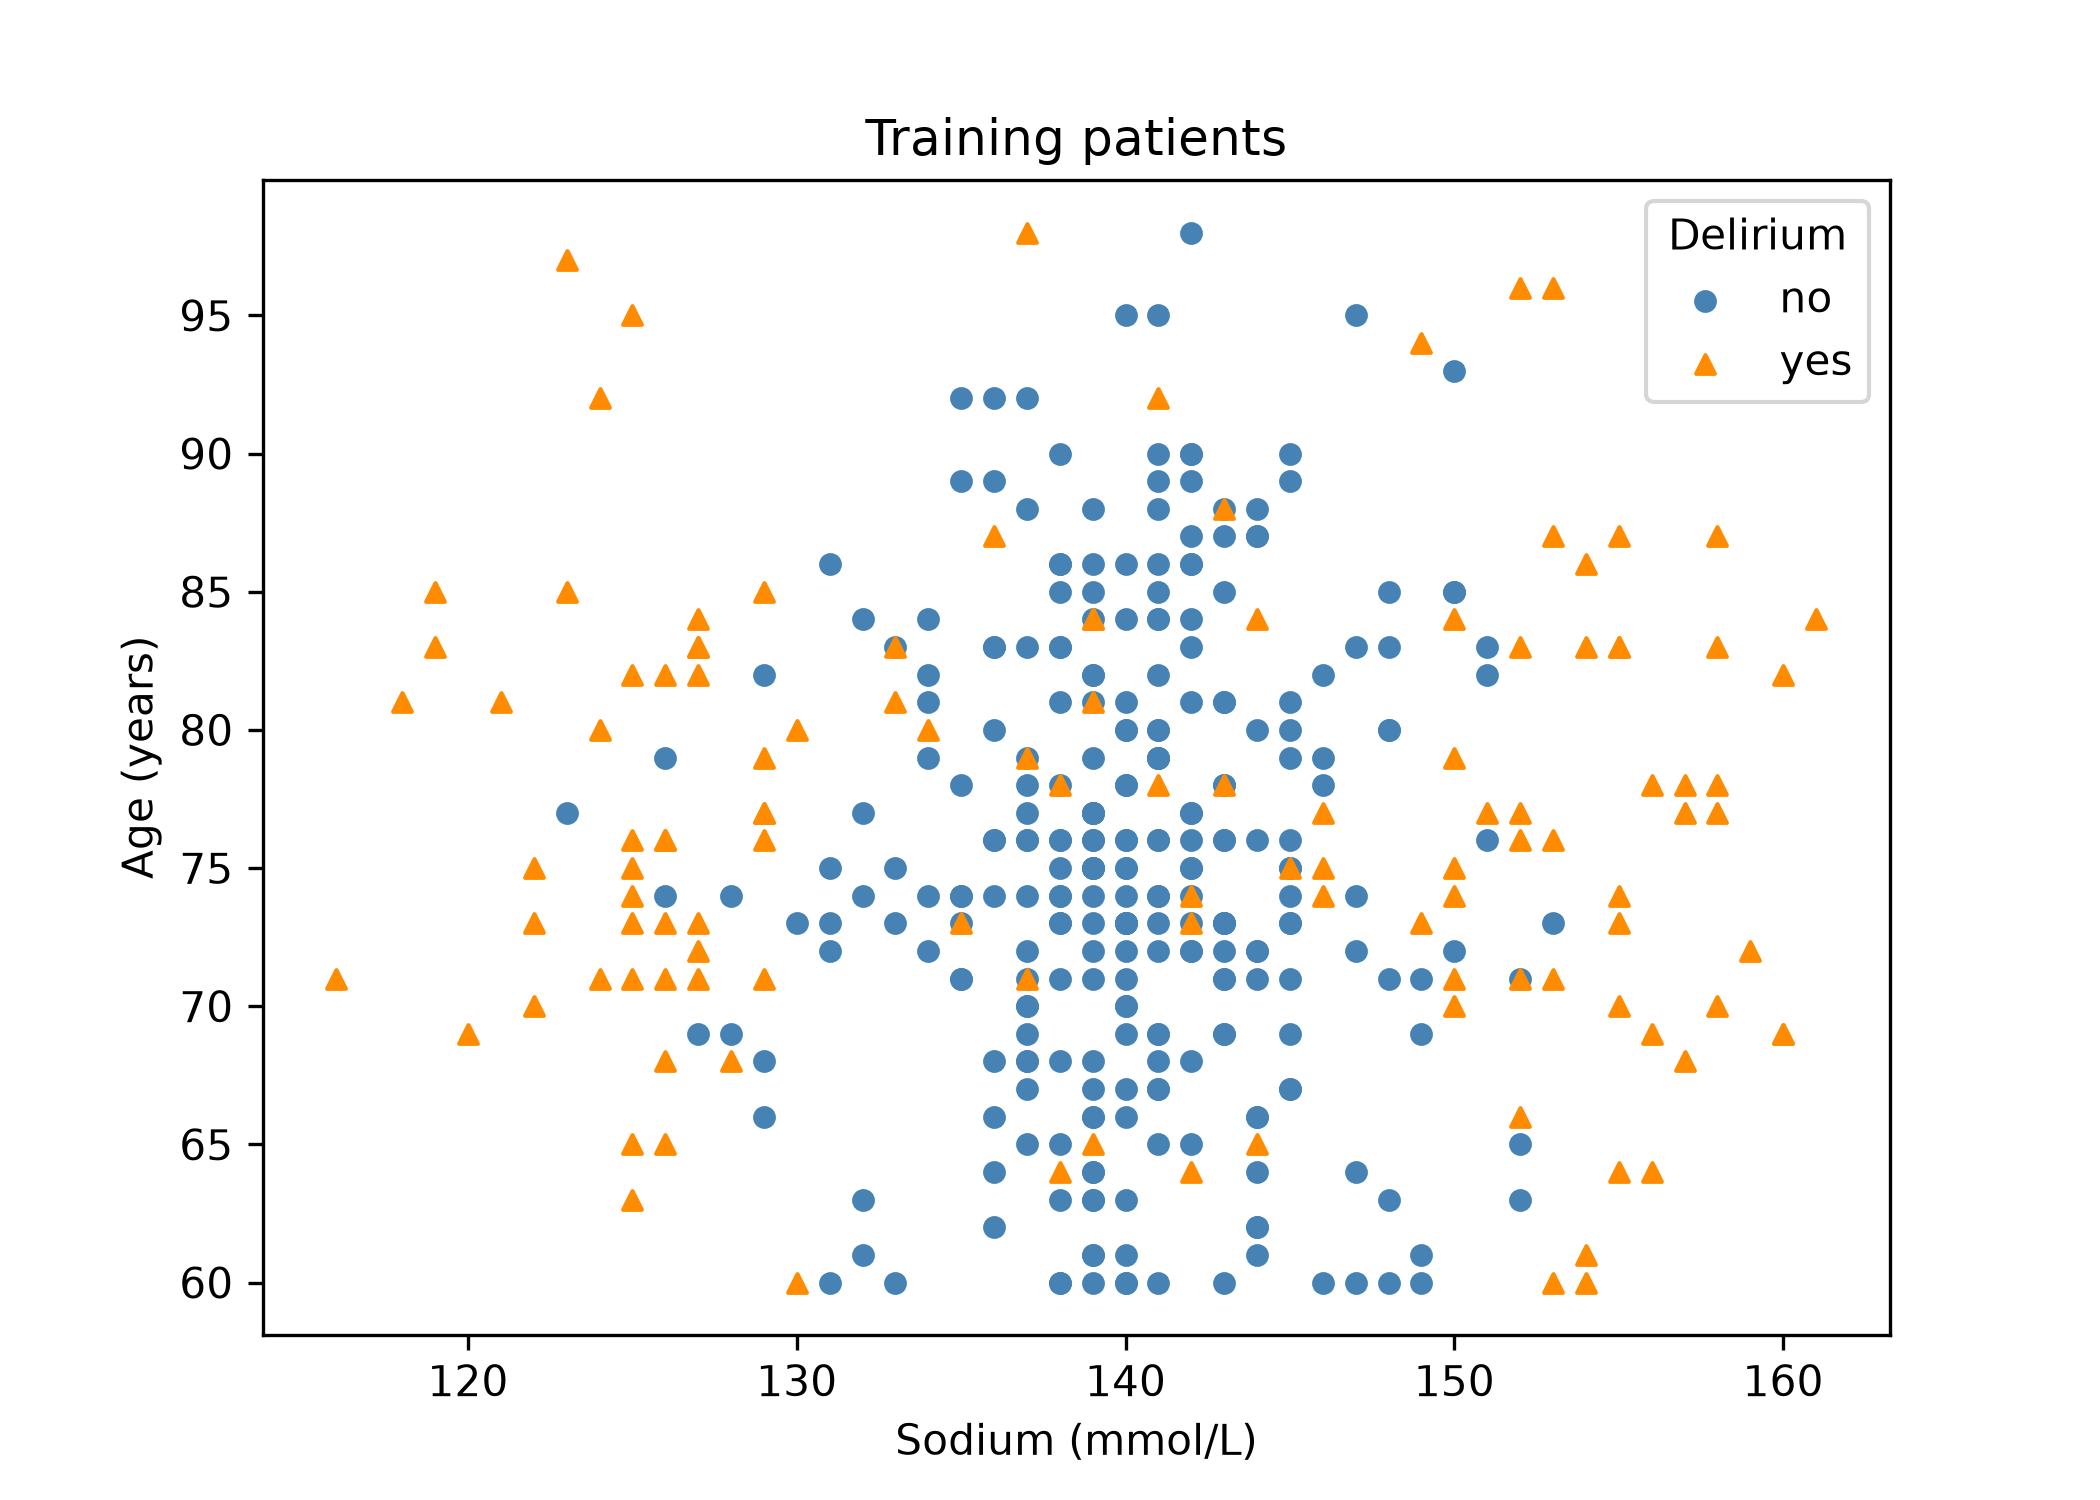 Training patients
Delirium
no
yes
95
90
85
80
75
70
65
60
Age (years)
120 130 140 150 160
Sodium (mmol/L)